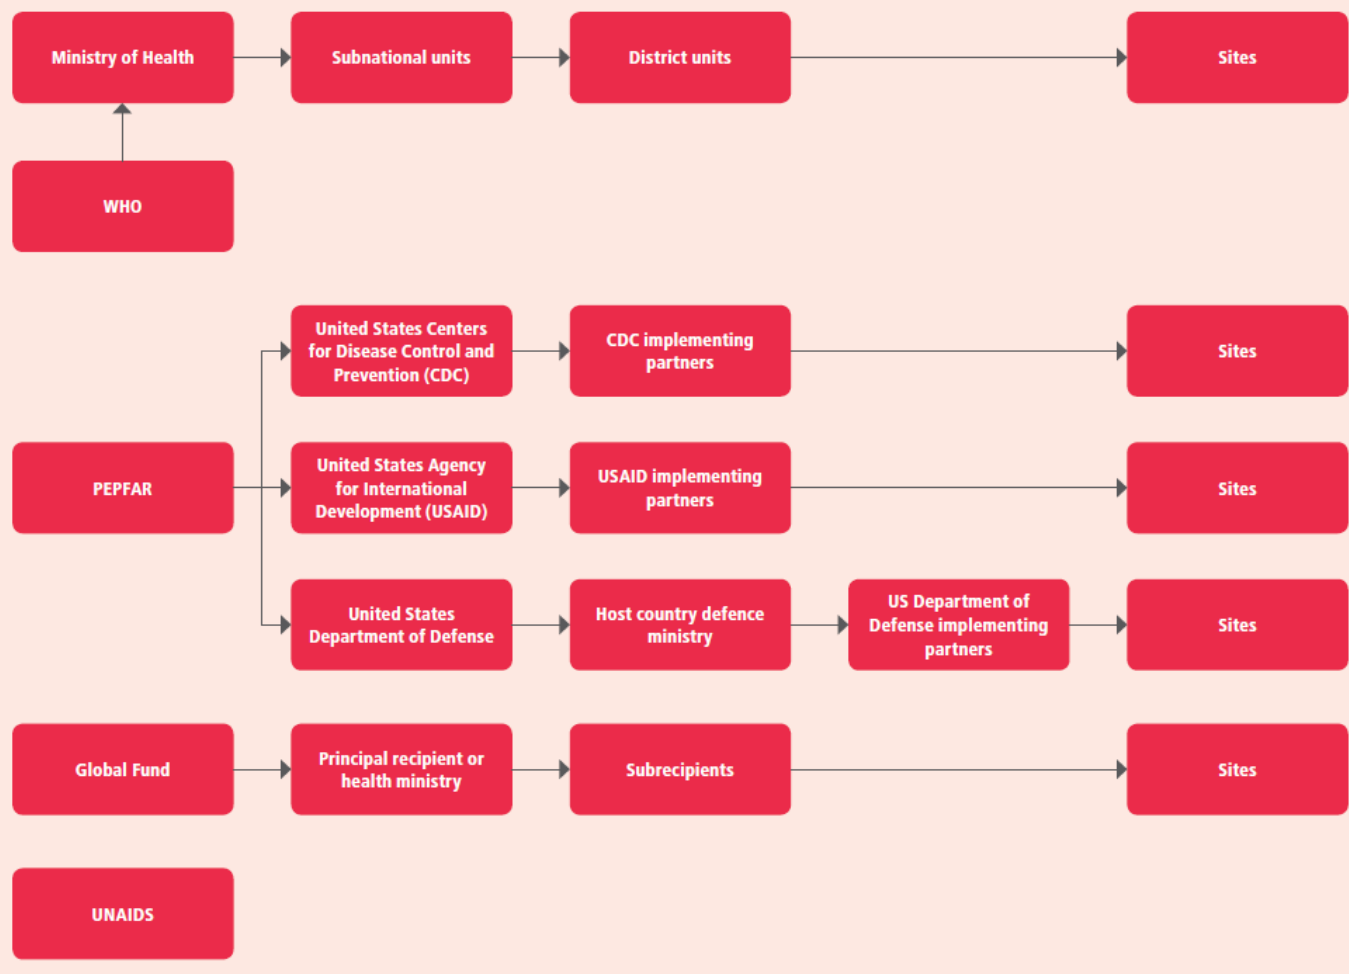 Ministry of Health
Subnational units
District units
Sites
WHO
United States Centers
for Disease Control and
Prevention (CDC)
CDC implementing
partners
Sites
PEPFAR
United States Agency
for International
Development (USAID)
USAID implementing
partners
Sites
United States
Department of Defense
Host country defence
ministry
US Department of
Defense implementing
partners
Sites
Global Fund
Principal recipient or
health ministry
Subrecipients
Sites
UNAIDS